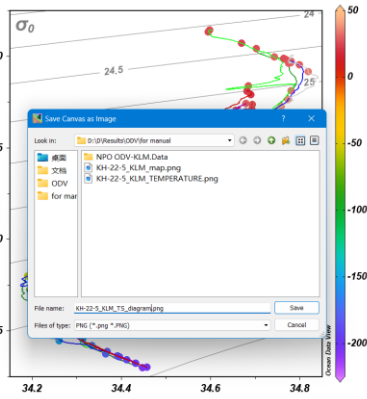 50
24
σ0
0
24.5
25
Save Canvas as Image
?
Look in:
D:\D\Results\ODV\for manual
桌面
文档
ODV
for mar
NPO ODV-KLM.Data
KH-22-5_KLM_map.png
KH-22-5_KLM_TEMPERATURE.png
-50
-100
-150
-200
File name:
KH-22-5_KLM_TS_diagram.png
Save
Files of type:
PNG (*.png *.PNG)
Cancel
Ocean Data View
34.2
34.4
34.6
34.8